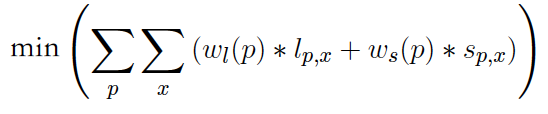 min ( ∑_p ∑_x (w_l(p) * l_{p,x} + w_s(p) * s_{p,x}) )